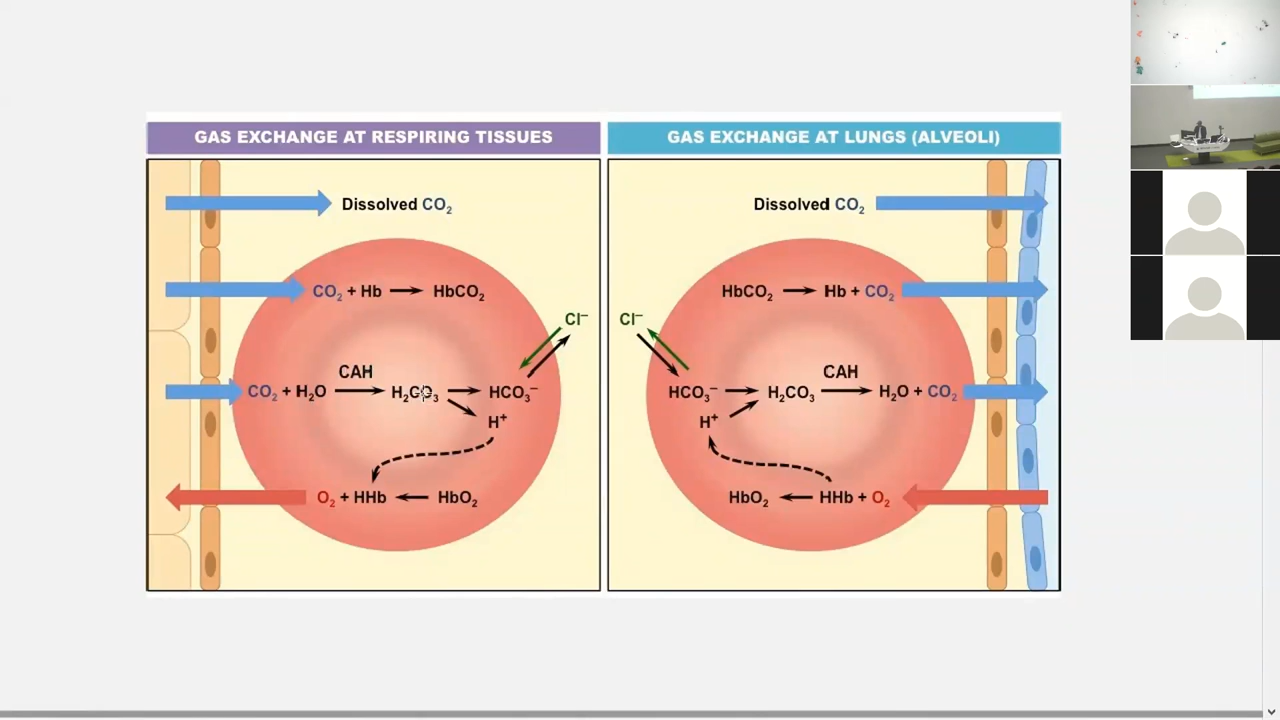 GAS EXCHANGE AT RESPIRING TISSUES
Dissolved CO₂
CO₂ + Hb → HbCO₂
Cl⁻
CAH
CO₂ + H₂O → H₂CO₃ → HCO₃⁻
H⁺
O₂ + HHb ← HbO₂
GAS EXCHANGE AT LUNGS (ALVEOLI)
Dissolved CO₂
HbCO₂ → Hb + CO₂
Cl⁻
CAH
HCO₃⁻ → H₂CO₃ → H₂O + CO₂
H⁺
HbO₂ ← HHb + O₂